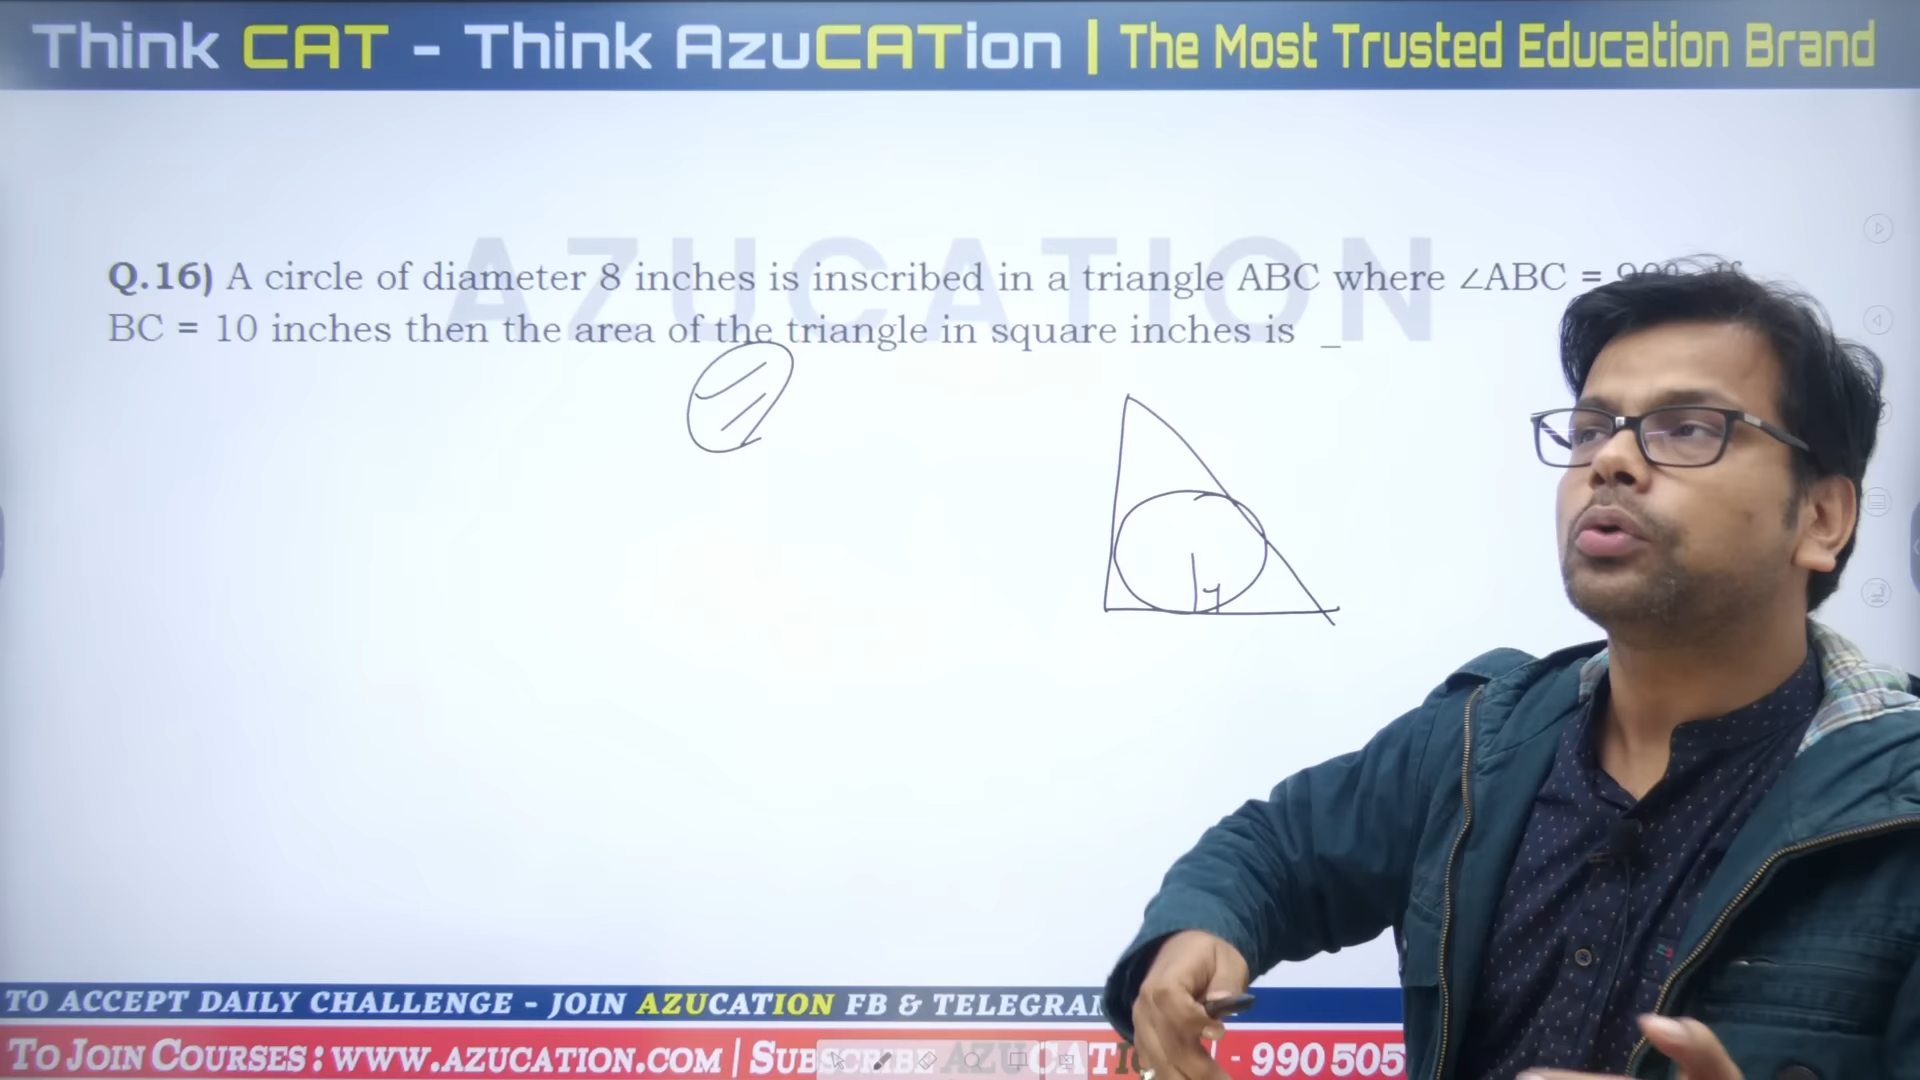 Think CAT - Think AzuCATion | The Most Trusted Education Brand
AZUCATION
Q.16) A circle of diameter 8 inches is inscribed in a triangle ABC where ∠ABC =
BC = 10 inches then the area of the triangle in square inches is _
4
TO ACCEPT DAILY CHALLENGE - JOIN AZUCATION FB & TELEGRAM
TO JOIN COURSES : WWW.AZUCATION.COM | SUBSCRIBE AZUCATI - 990 505